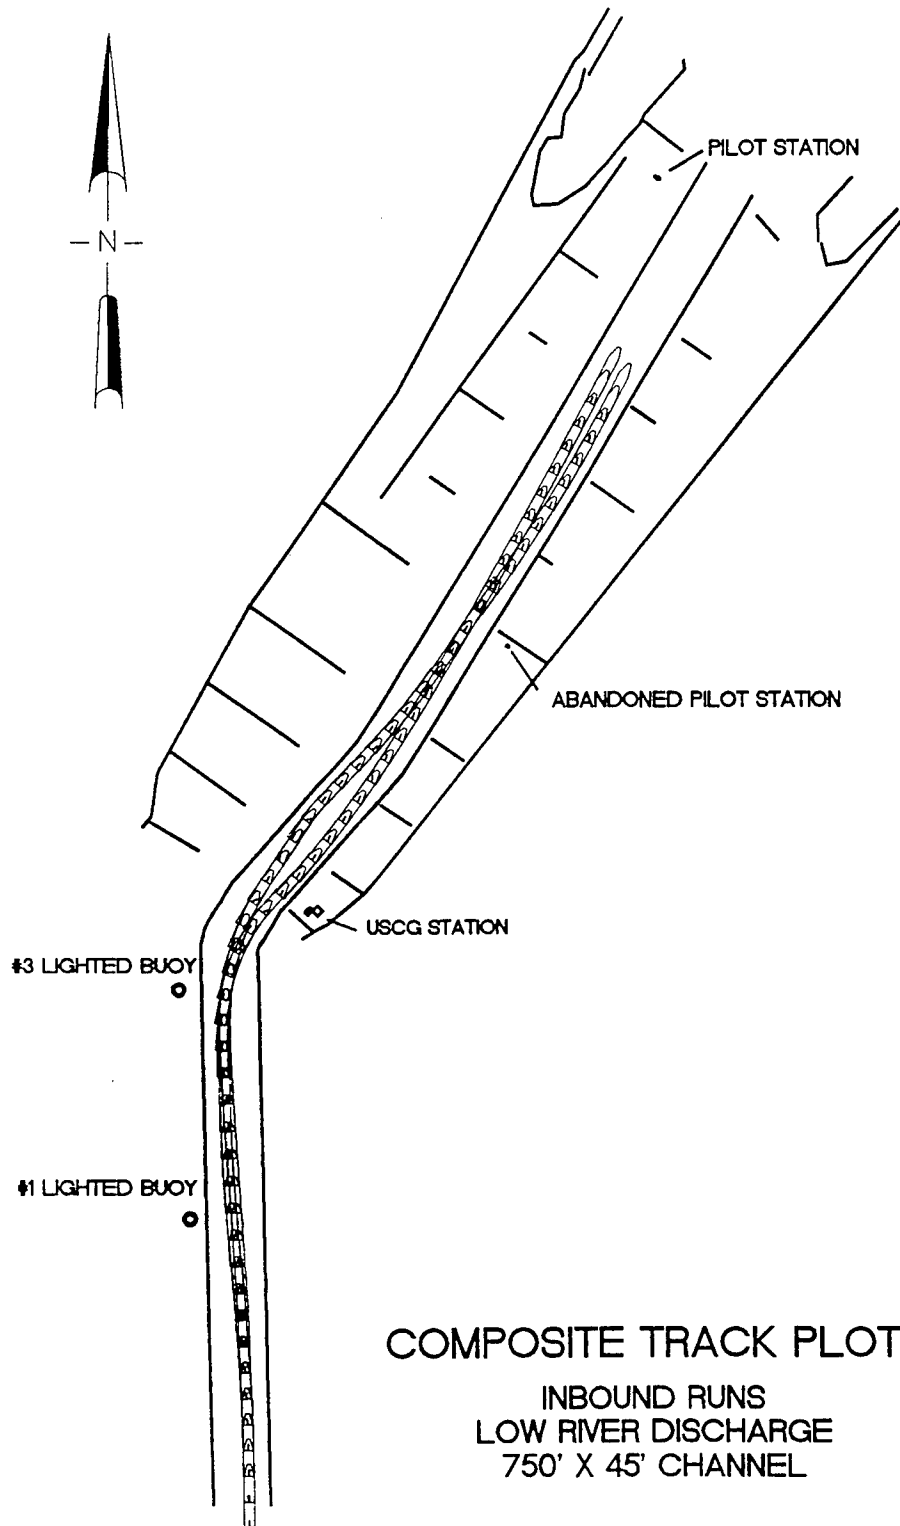 PILOT STATION
- N -
ABANDONED PILOT STATION
USCG STATION
#3 LIGHTED BUOY
#1 LIGHTED BUOY
COMPOSITE TRACK PLOT
INBOUND RUNS
LOW RIVER DISCHARGE
750' X 45' CHANNEL